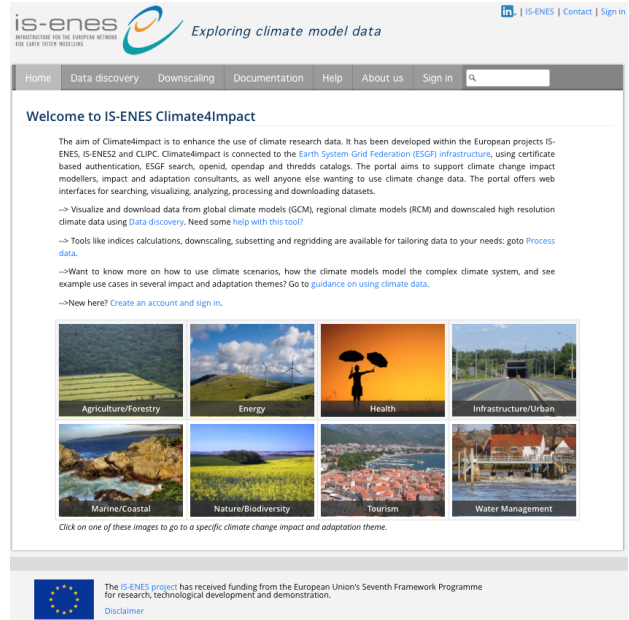 is-enes
INFRASTRUCTURE FOR THE EUROPEAN NETWORK
FOR EARTH SYSTEM MODELLING
Exploring climate model data
in | IS-ENES | Contact | Sign in
Home Data discovery Downscaling Documentation Help About us Sign in
Welcome to IS-ENES Climate4Impact
The aim of Climate4impact is to enhance the use of climate research data. It has been developed within the European projects IS-
ENES, IS-ENES2 and CLIPC. Climate4impact is connected to the Earth System Grid Federation (ESGF) infrastructure, using certificate
based authentication, ESGF search, openid, opendap and thredds catalogs. The portal aims to support climate change impact
modellers, impact and adaptation consultants, as well anyone else wanting to use climate change data. The portal offers web
interfaces for searching, visualizing, analyzing, processing and downloading datasets.
--> Visualize and download data from global climate models (GCM), regional climate models (RCM) and downscaled high resolution
climate data using Data discovery. Need some help with this tool?
--> Tools like indices calculations, downscaling, subsetting and regridding are available for tailoring data to your needs: goto Process
data.
-->Want to know more on how to use climate scenarios, how the climate models model the complex climate system, and see
example use cases in several impact and adaptation themes? Go to guidance on using climate data.
-->New here? Create an account and sign in.
Agriculture/Forestry Energy Health Infrastructure/Urban
Marine/Coastal Nature/Biodiversity Tourism Water Management
Click on one of these images to go to a specific climate change impact and adaptation theme.
The IS-ENES project has received funding from the European Union's Seventh Framework Programme
for research, technological development and demonstration.
Disclaimer